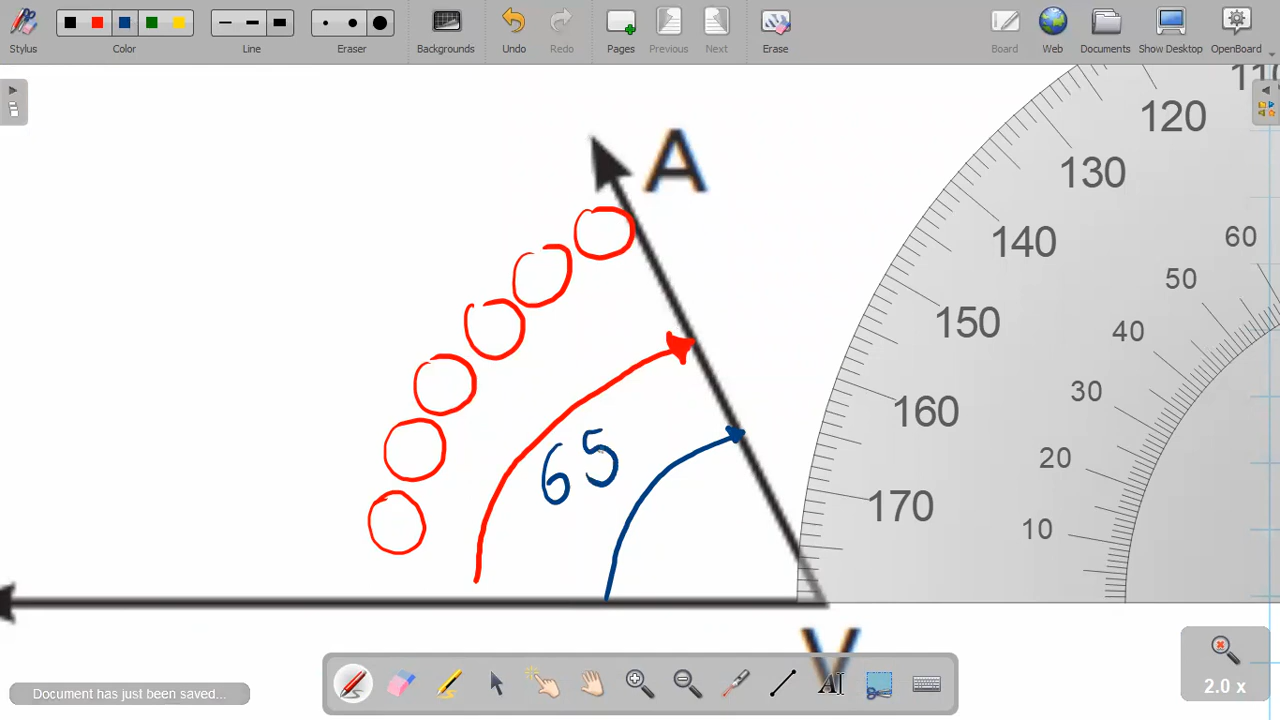 Stylus Color Line Eraser Backgrounds Undo Redo Pages Previous Next Erase Board Web Documents Show Desktop OpenBoard
A
120
130
140
60
50
150
40
30
160
65
20
170
10
V
Document has just been saved...
AI
2.0 x